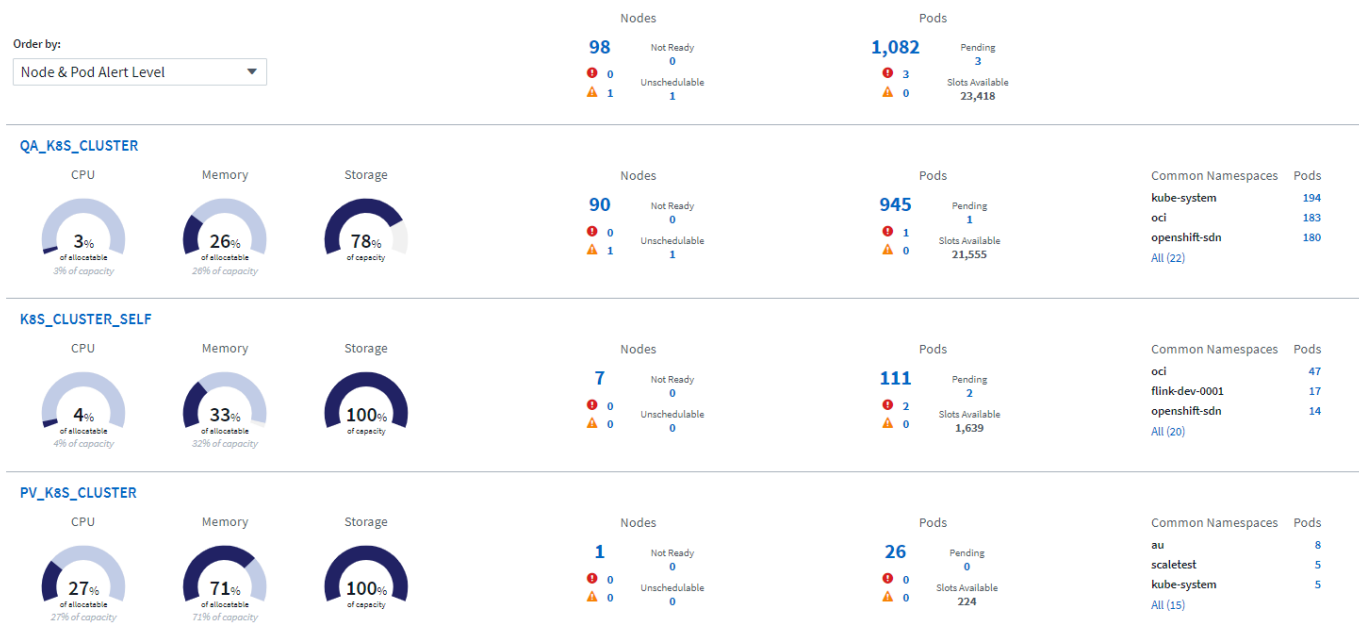 Nodes Pods
Order by:
Node & Pod Alert Level
98 Not Ready 1,082 Pending
0 3
0 Unschedulable 3 Slots Available
1 1 0 23,418
QA_K8S_CLUSTER
CPU Memory Storage Nodes Pods Common Namespaces Pods
90 Not Ready 945 Pending kube-system 194
0 1 oci 183
3% 26% 78% 0 Unschedulable 1 Slots Available openshift-sdn 180
of allocatable of allocatable of capacity 1 1 0 21,555 All (22)
3% of capacity 26% of capacity
K8S_CLUSTER_SELF
CPU Memory Storage Nodes Pods Common Namespaces Pods
7 Not Ready 111 Pending oci 47
0 2 flink-dev-0001 17
4% 33% 100% 0 Unschedulable 2 Slots Available openshift-sdn 14
of allocatable of allocatable of capacity 0 0 0 1,639 All (20)
4% of capacity 32% of capacity
PV_K8S_CLUSTER
CPU Memory Storage Nodes Pods Common Namespaces Pods
1 Not Ready 26 Pending au 8
0 0 scaletest 5
27% 71% 100% 0 Unschedulable 0 Slots Available kube-system 5
of allocatable of allocatable of capacity 0 0 0 224 All (15)
27% of capacity 71% of capacity